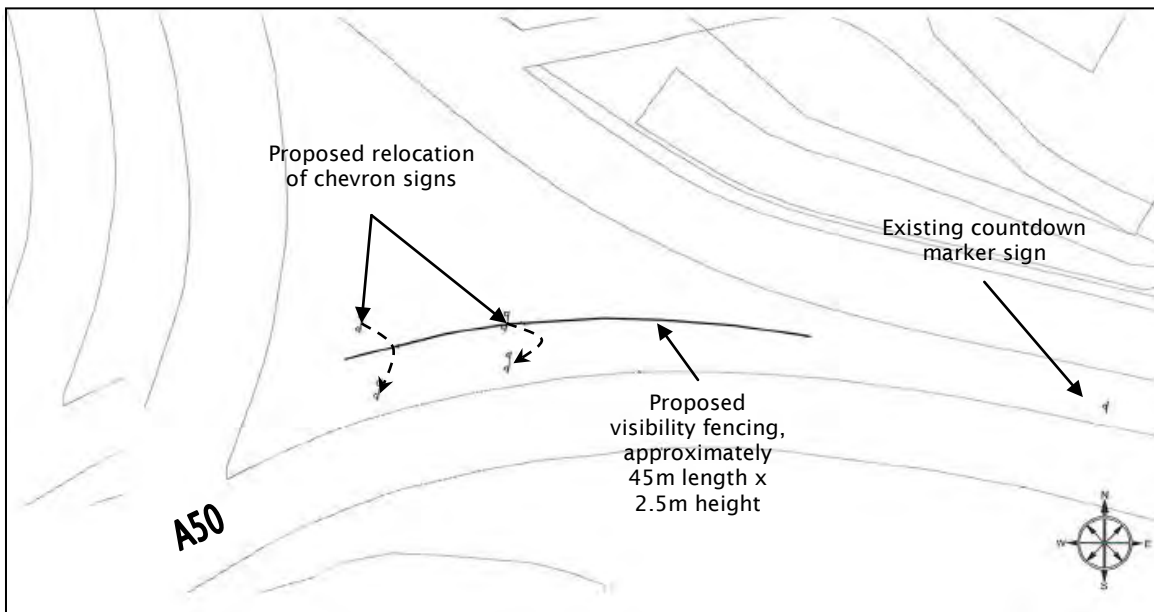 Proposed relocation
of chevron signs
Existing countdown
marker sign
Proposed
visibility fencing,
approximately
45m length x
2.5m height
A50
N
W
E
S